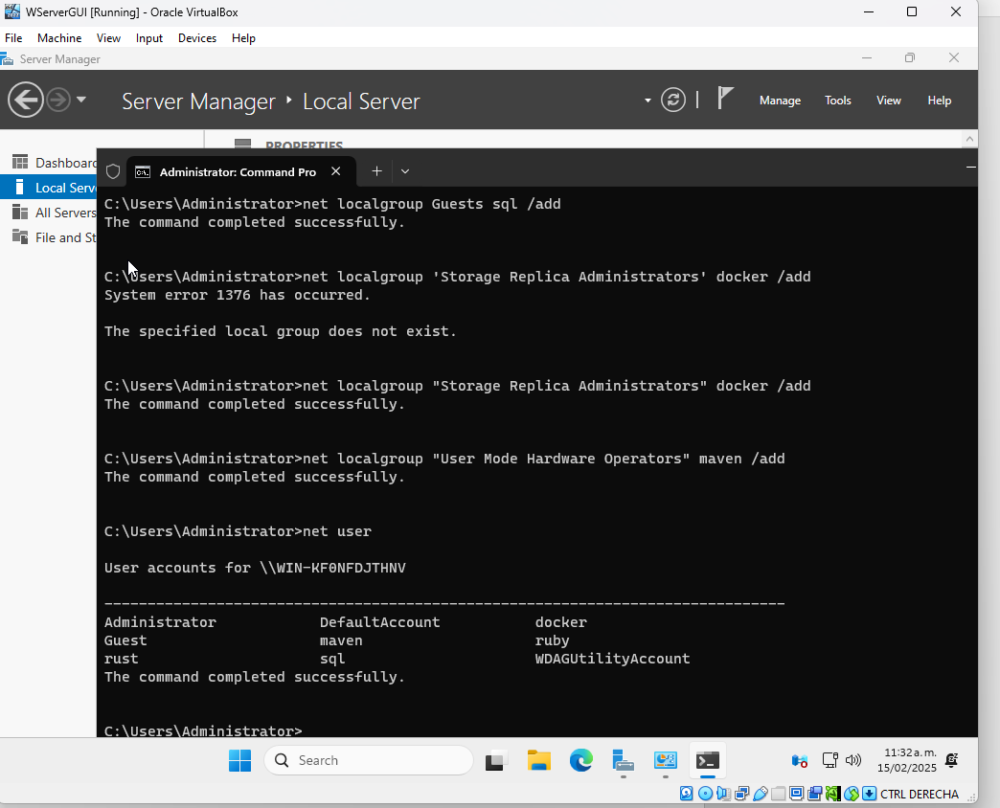 WServerGUI [Running] - Oracle VirtualBox
File Machine View Input Devices Help
Server Manager
Server Manager ‣ Local Server
Manage Tools View Help
PROPERTIES
Dashboard
Local Serve
All Servers
File and St
Administrator: Command Pro
C:\Users\Administrator>net localgroup Guests sql /add
The command completed successfully.
C:\Users\Administrator>net localgroup 'Storage Replica Administrators' docker /add
System error 1376 has occurred.
The specified local group does not exist.
C:\Users\Administrator>net localgroup "Storage Replica Administrators" docker /add
The command completed successfully.
C:\Users\Administrator>net localgroup "User Mode Hardware Operators" maven /add
The command completed successfully.
C:\Users\Administrator>net user
User accounts for \\WIN-KF0NFDJTHNV
-------------------------------------------------------------------------------
Administrator DefaultAccount docker
Guest maven ruby
rust sql WDAGUtilityAccount
The command completed successfully.
C:\Users\Administrator>
Search
11:32 a. m.
15/02/2025
CTRL DERECHA